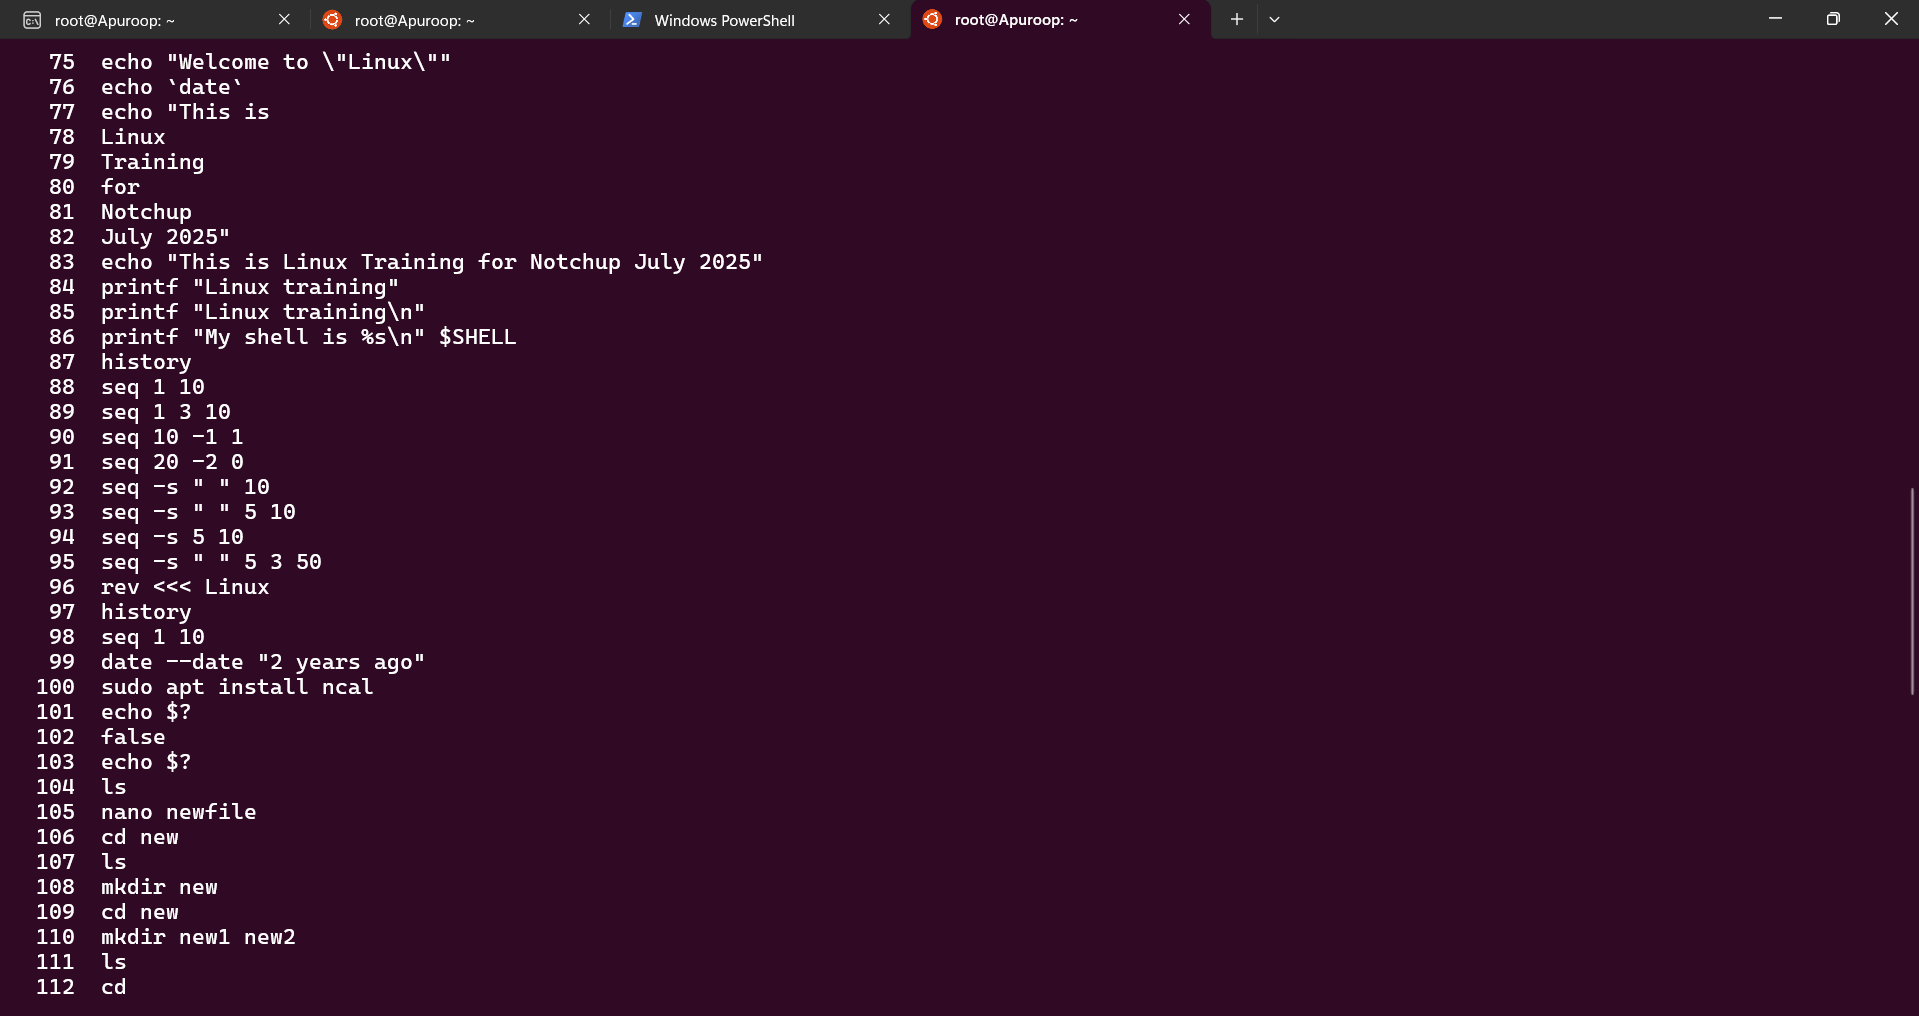 root@Apuroop: ~ root@Apuroop: ~ Windows PowerShell root@Apuroop: ~
75 echo "Welcome to \"Linux\""
76 echo `date`
77 echo "This is
78 Linux
79 Training
80 for
81 Notchup
82 July 2025"
83 echo "This is Linux Training for Notchup July 2025"
84 printf "Linux training"
85 printf "Linux training\n"
86 printf "My shell is %s\n" $SHELL
87 history
88 seq 1 10
89 seq 1 3 10
90 seq 10 -1 1
91 seq 20 -2 0
92 seq -s " " 10
93 seq -s " " 5 10
94 seq -s 5 10
95 seq -s " " 5 3 50
96 rev <<< Linux
97 history
98 seq 1 10
99 date --date "2 years ago"
100 sudo apt install ncal
101 echo $?
102 false
103 echo $?
104 ls
105 nano newfile
106 cd new
107 ls
108 mkdir new
109 cd new
110 mkdir new1 new2
111 ls
112 cd